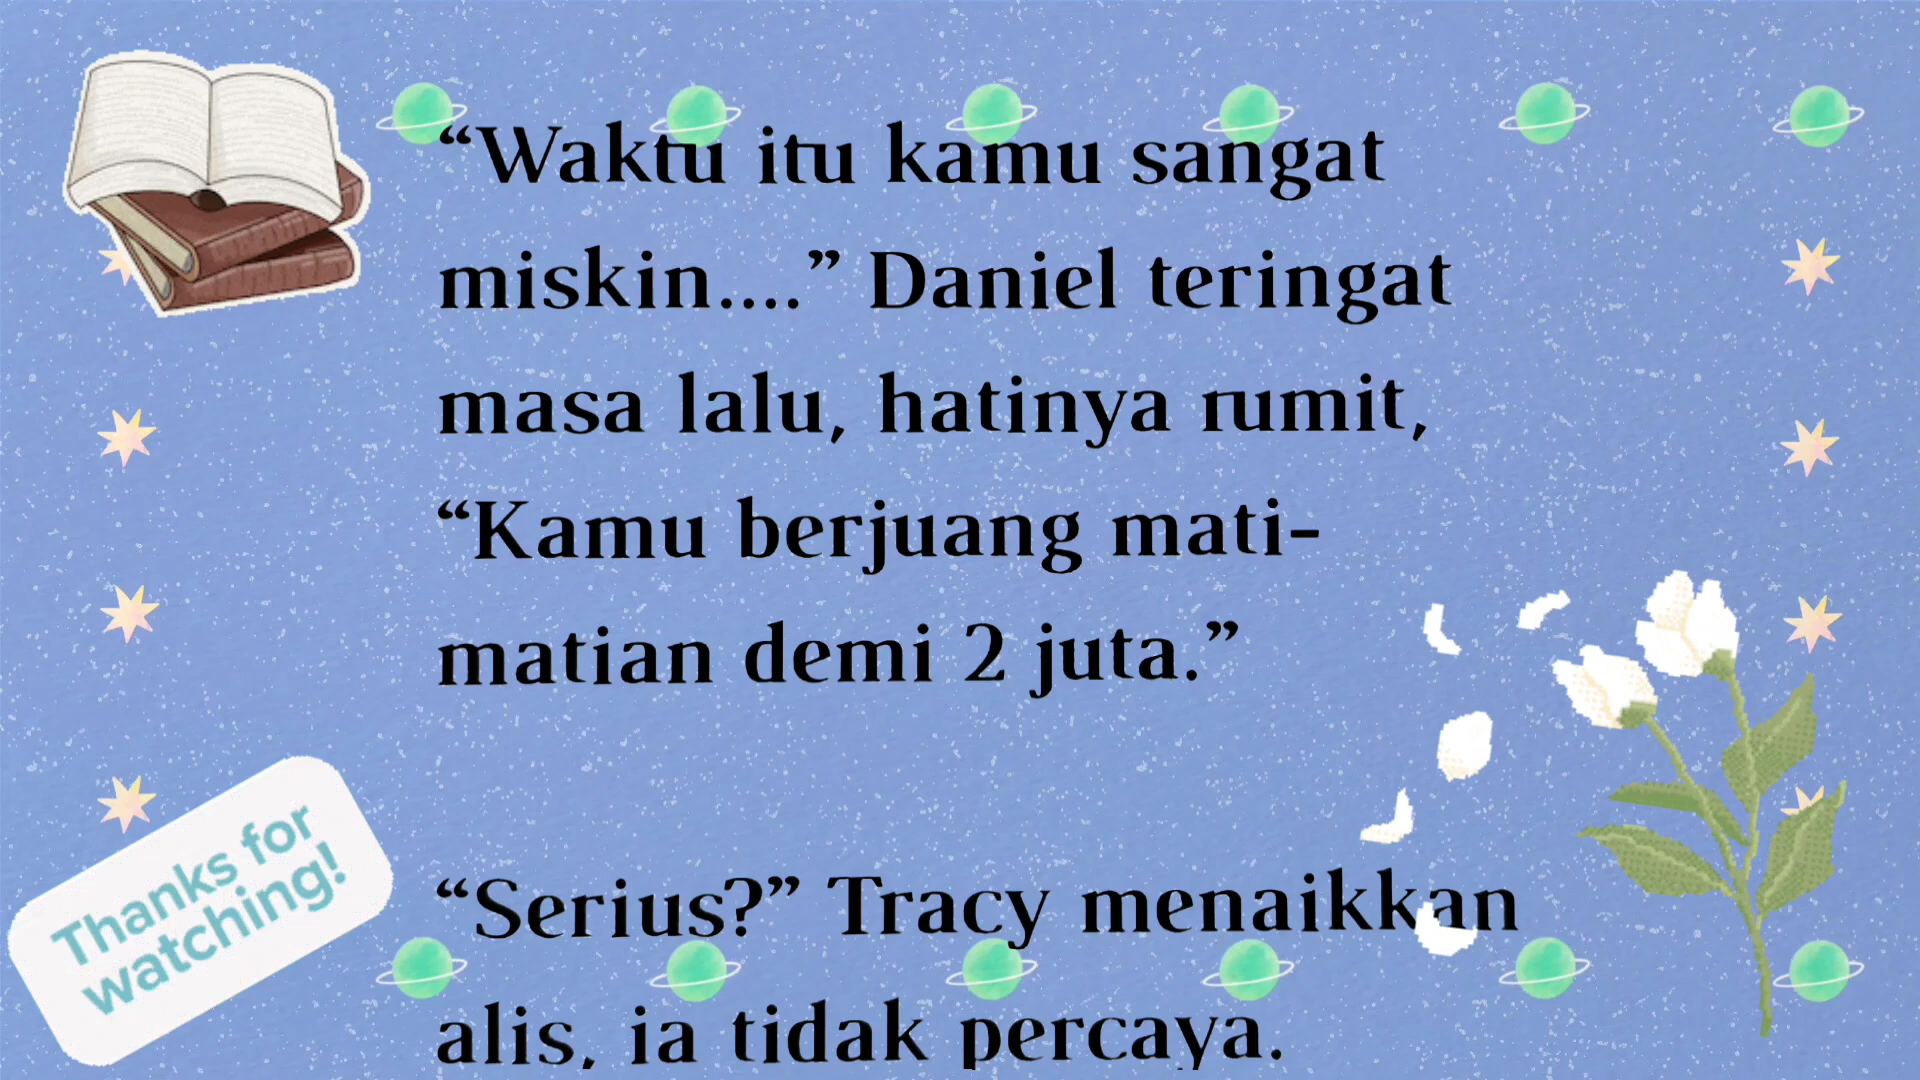 “Waktu itu kamu sangat
miskin....” Daniel teringat
masa lalu, hatinya rumit,
“Kamu berjuang mati-
matian demi 2 juta.”
“Serius?” Tracy menaikkan
alis, ia tidak percaya.
Thanks for
watching!